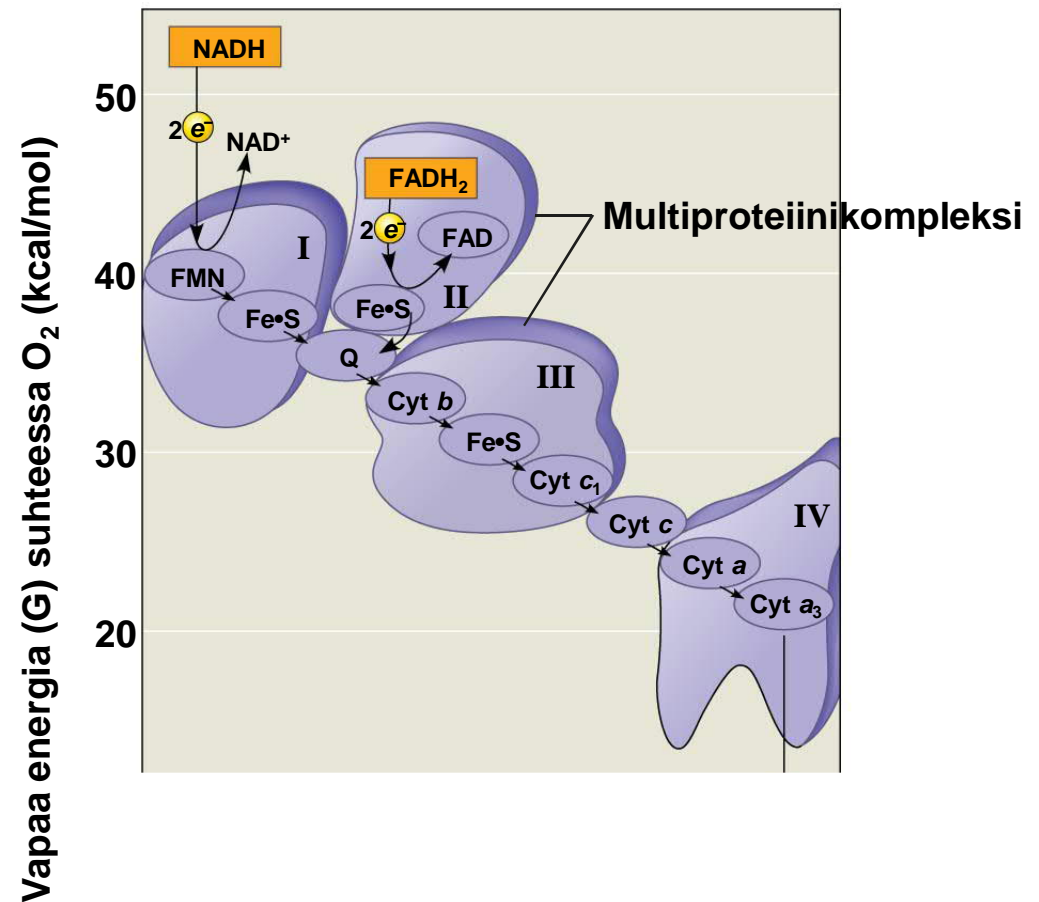 Vapaa energia (G) suhteessa O2 (kcal/mol)
50
40
30
20
NADH
2 e–
NAD+
FADH2
2 e–
FAD
Multiproteiinikompleksi
I
FMN
Fe•S
II
Fe•S
Q
III
Cyt b
Fe•S
Cyt c1
Cyt c
IV
Cyt a
Cyt a3